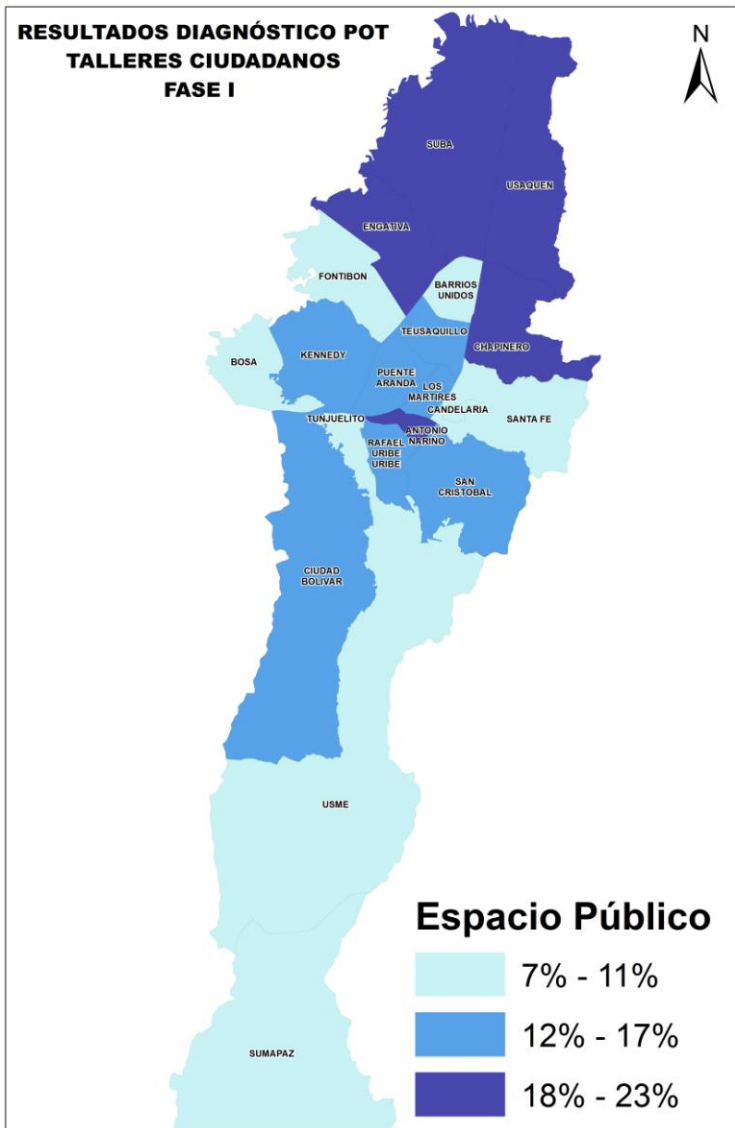 RESULTADOS DIAGNÓSTICO POT
TALLERES CIUDADANOS
FASE I
N
SUBA
USAQUEN
ENGATIVA
FONTIBON
BARRIOS
UNIDOS
TEUSAQUILLO
CHAPINERO
KENNEDY
BOSA
PUENTE
ARANDA
LOS
MARTIRES
CANDELARIA
SANTA FE
TUNJUELITO
ANTONIO
NARIÑO
RAFAEL
URIBE
URIBE
SAN
CRISTOBAL
CIUDAD
BOLIVAR
USME
SUMAPAZ
Espacio Público
7% - 11%
12% - 17%
18% - 23%